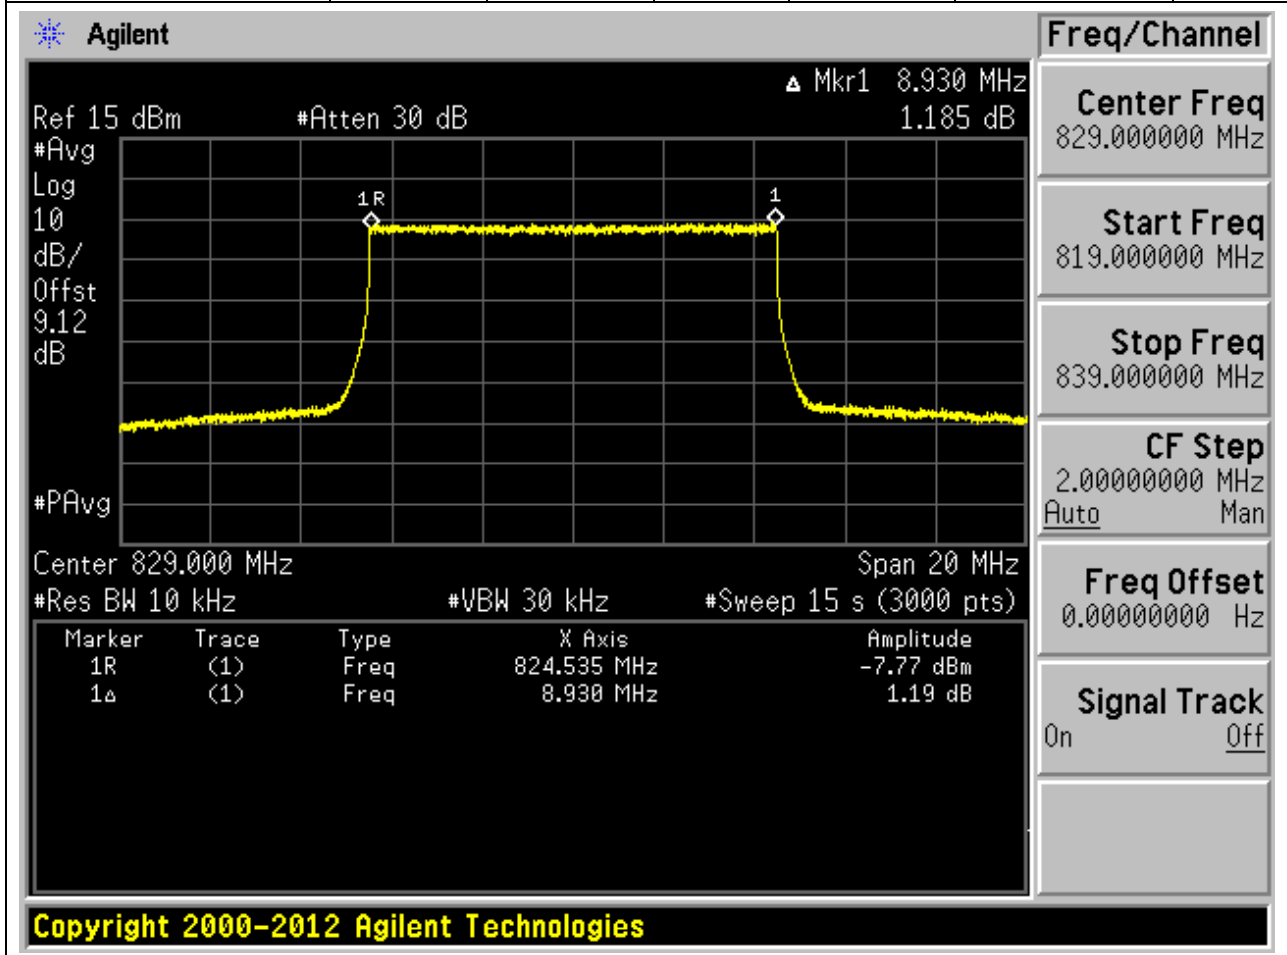 Agilent
Freq/Channel
Δ Mkr1 8.930 MHz
Ref 15 dBm #Atten 30 dB 1.185 dB
#Avg
Log
10
dB/
Offst
9.12
dB
1R
1
#PAvg
Center 829.000 MHz Span 20 MHz
#Res BW 10 kHz #VBW 30 kHz #Sweep 15 s (3000 pts)
Marker Trace Type X Axis Amplitude
1R (1) Freq 824.535 MHz -7.77 dBm
1Δ (1) Freq 8.930 MHz 1.19 dB
Center Freq
829.000000 MHz
Start Freq
819.000000 MHz
Stop Freq
839.000000 MHz
CF Step
2.00000000 MHz
Auto Man
Freq Offset
0.00000000 Hz
Signal Track
On Off
Copyright 2000-2012 Agilent Technologies